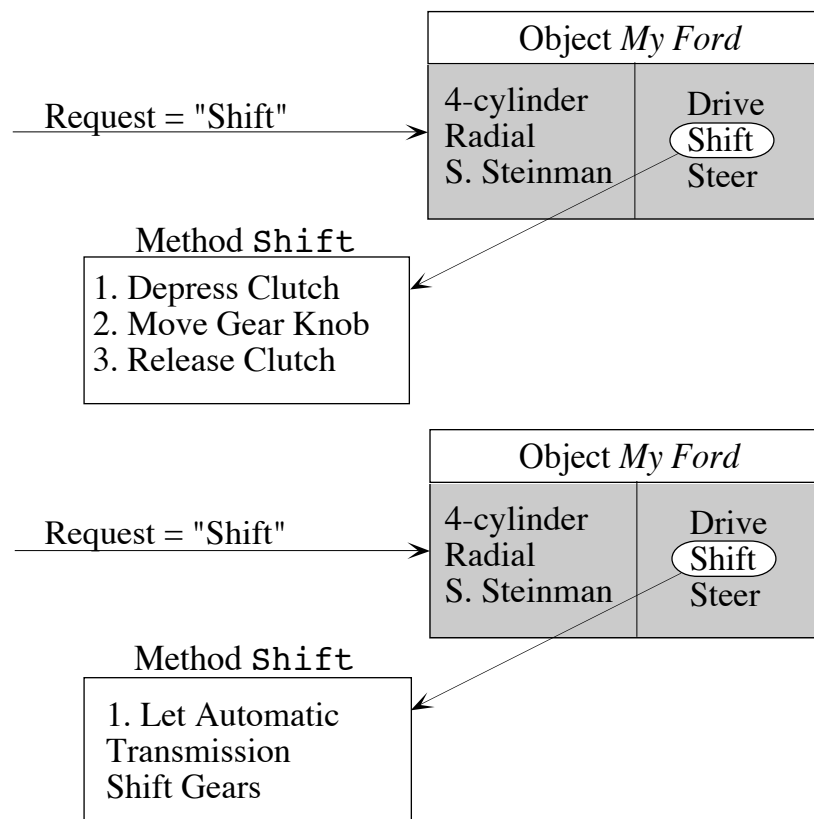 Object My Ford
Request = "Shift"
4-cylinder
Radial
S. Steinman
Drive
Shift
Steer
Method Shift
1. Depress Clutch
2. Move Gear Knob
3. Release Clutch
Object My Ford
Request = "Shift"
4-cylinder
Radial
S. Steinman
Drive
Shift
Steer
Method Shift
1. Let Automatic
Transmission
Shift Gears